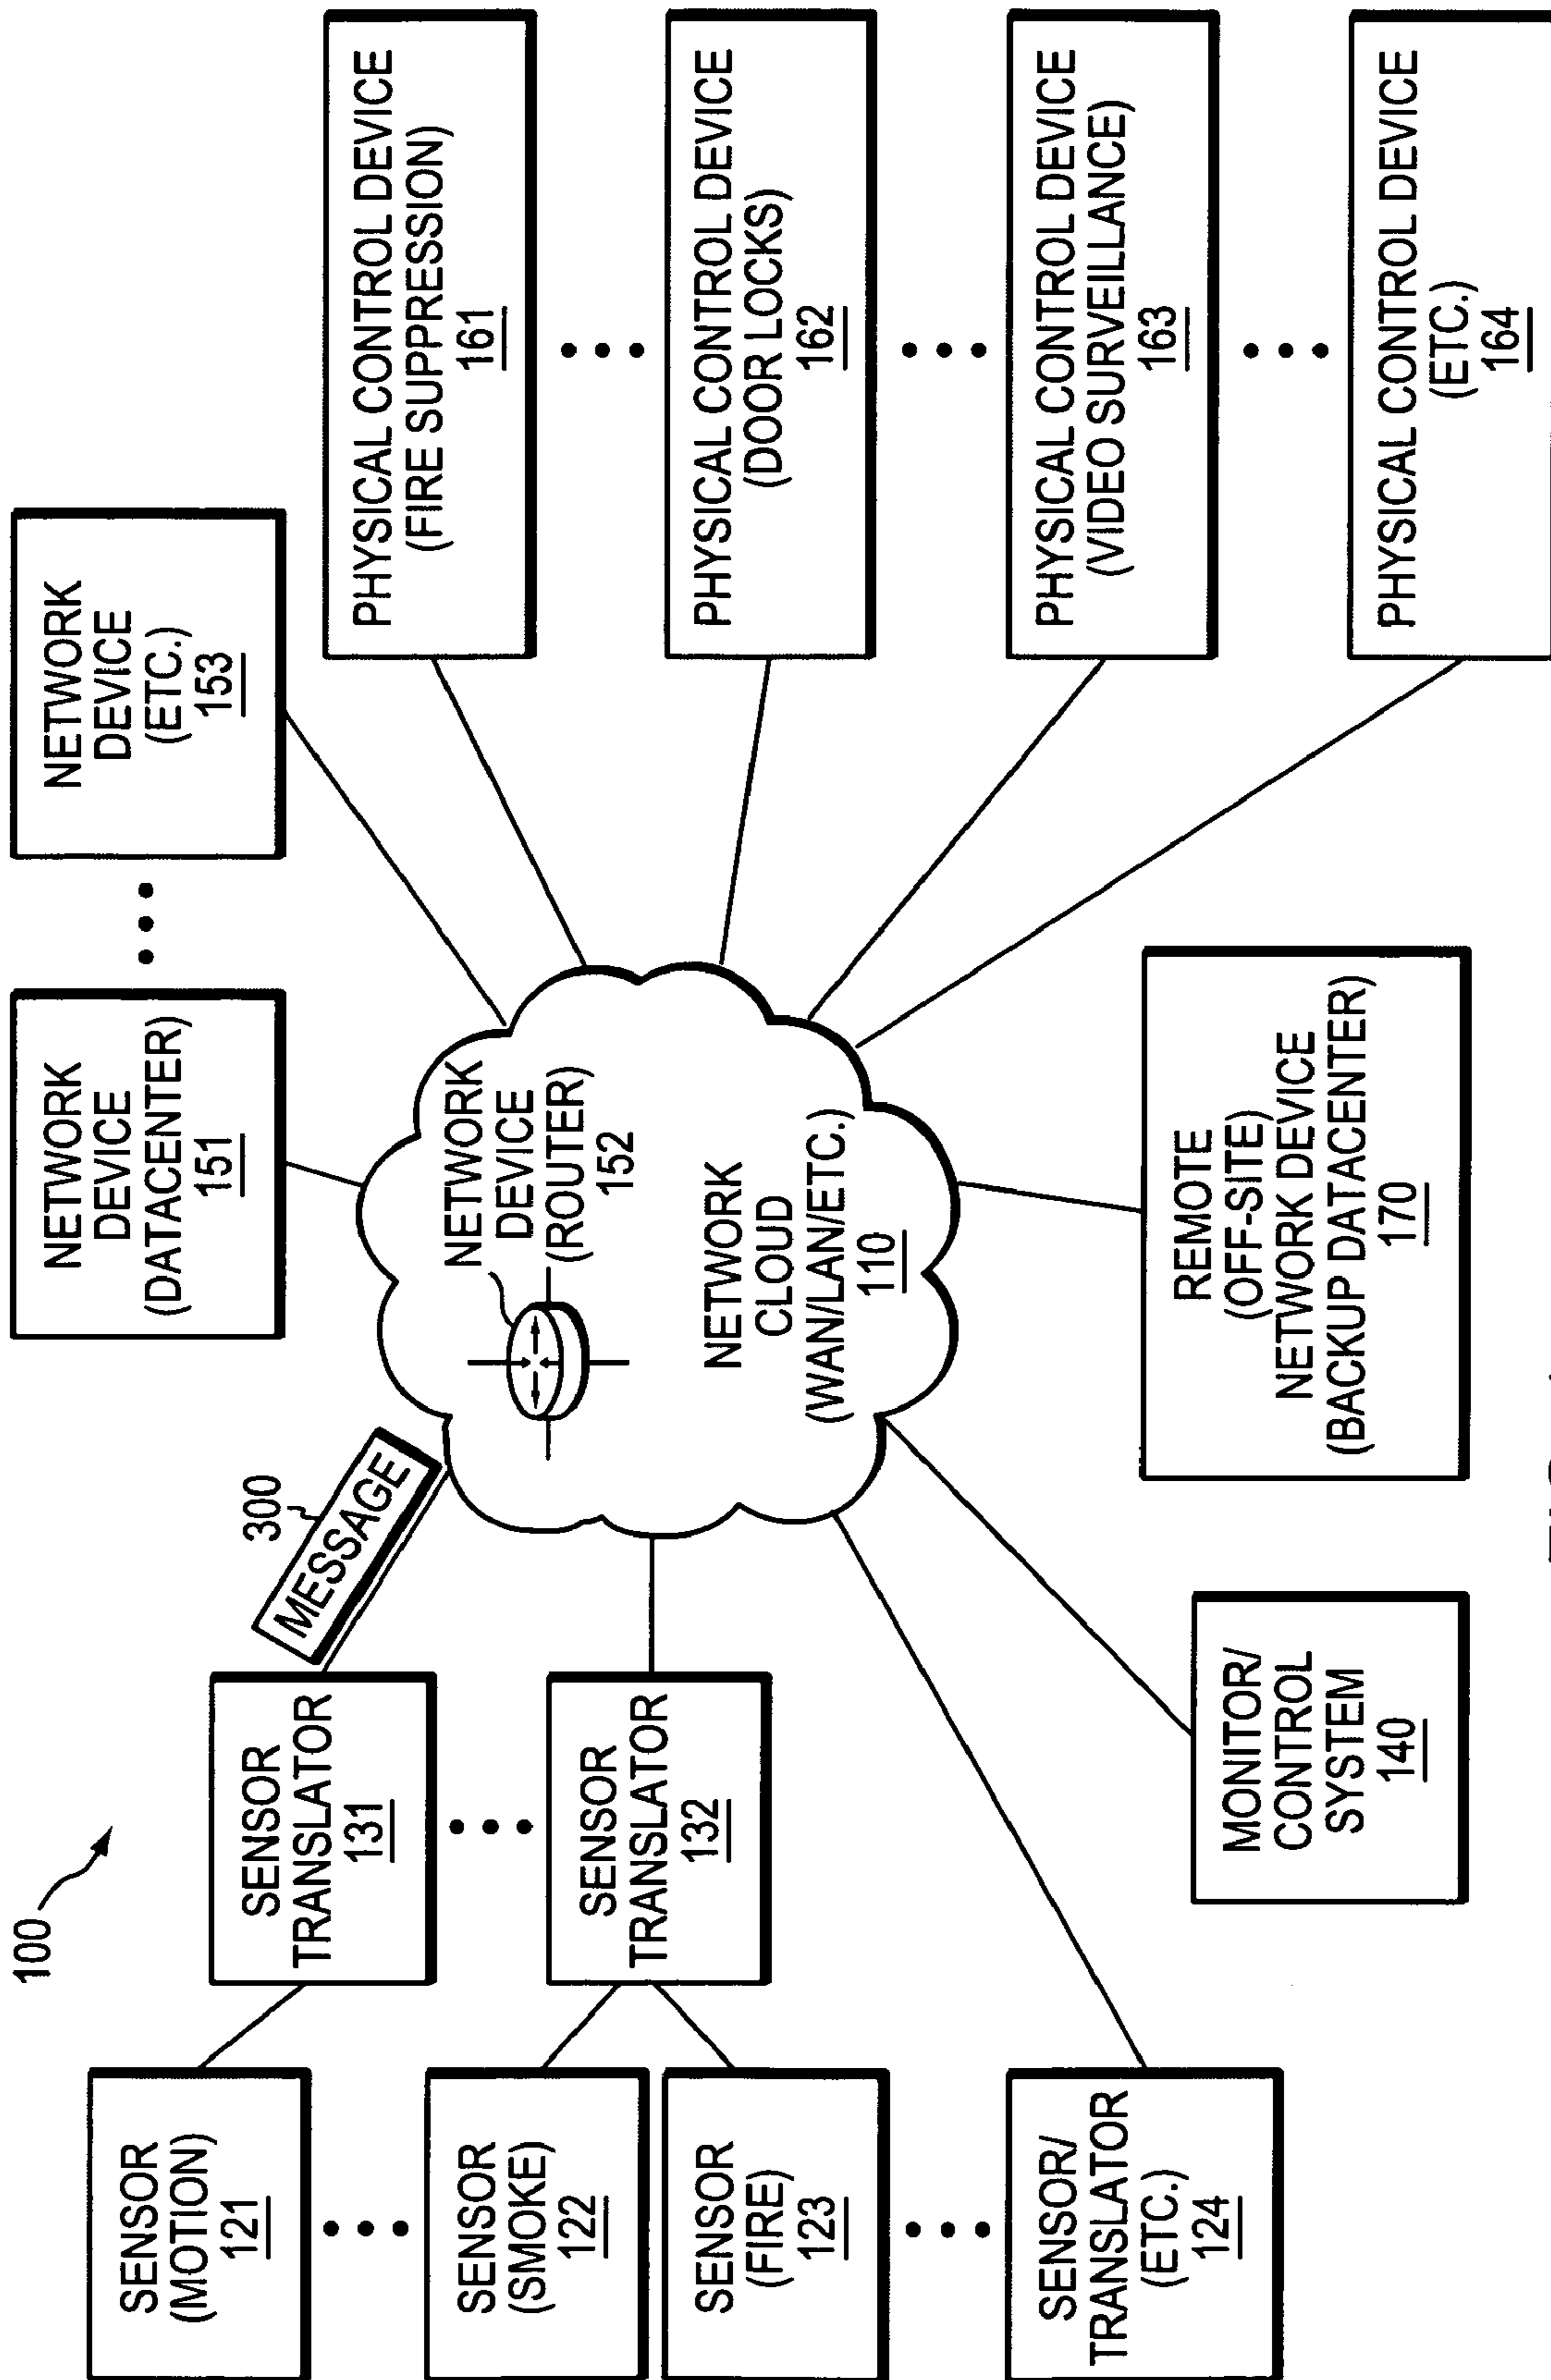 100
SENSOR
(MOTION)
121
SENSOR
(SMOKE)
122
SENSOR
(FIRE)
123
SENSOR/
TRANSLATOR
(ETC.)
124
SENSOR
TRANSLATOR
131
SENSOR
TRANSLATOR
132
300
MESSAGE
MONITOR/
CONTROL
SYSTEM
140
NETWORK
DEVICE
(DATACENTER)
151
NETWORK
DEVICE
(ETC.)
153
NETWORK
DEVICE
(ROUTER)
152
NETWORK
CLOUD
(WAN/LAN/ETC.)
110
REMOTE
(OFF-SITE)
NETWORK DEVICE
(BACKUP DATACENTER)
170
PHYSICAL CONTROL DEVICE
(FIRE SUPPRESSION)
161
PHYSICAL CONTROL DEVICE
(DOOR LOCKS)
162
PHYSICAL CONTROL DEVICE
(VIDEO SURVEILLANCE)
163
PHYSICAL CONTROL DEVICE
(ETC.)
164